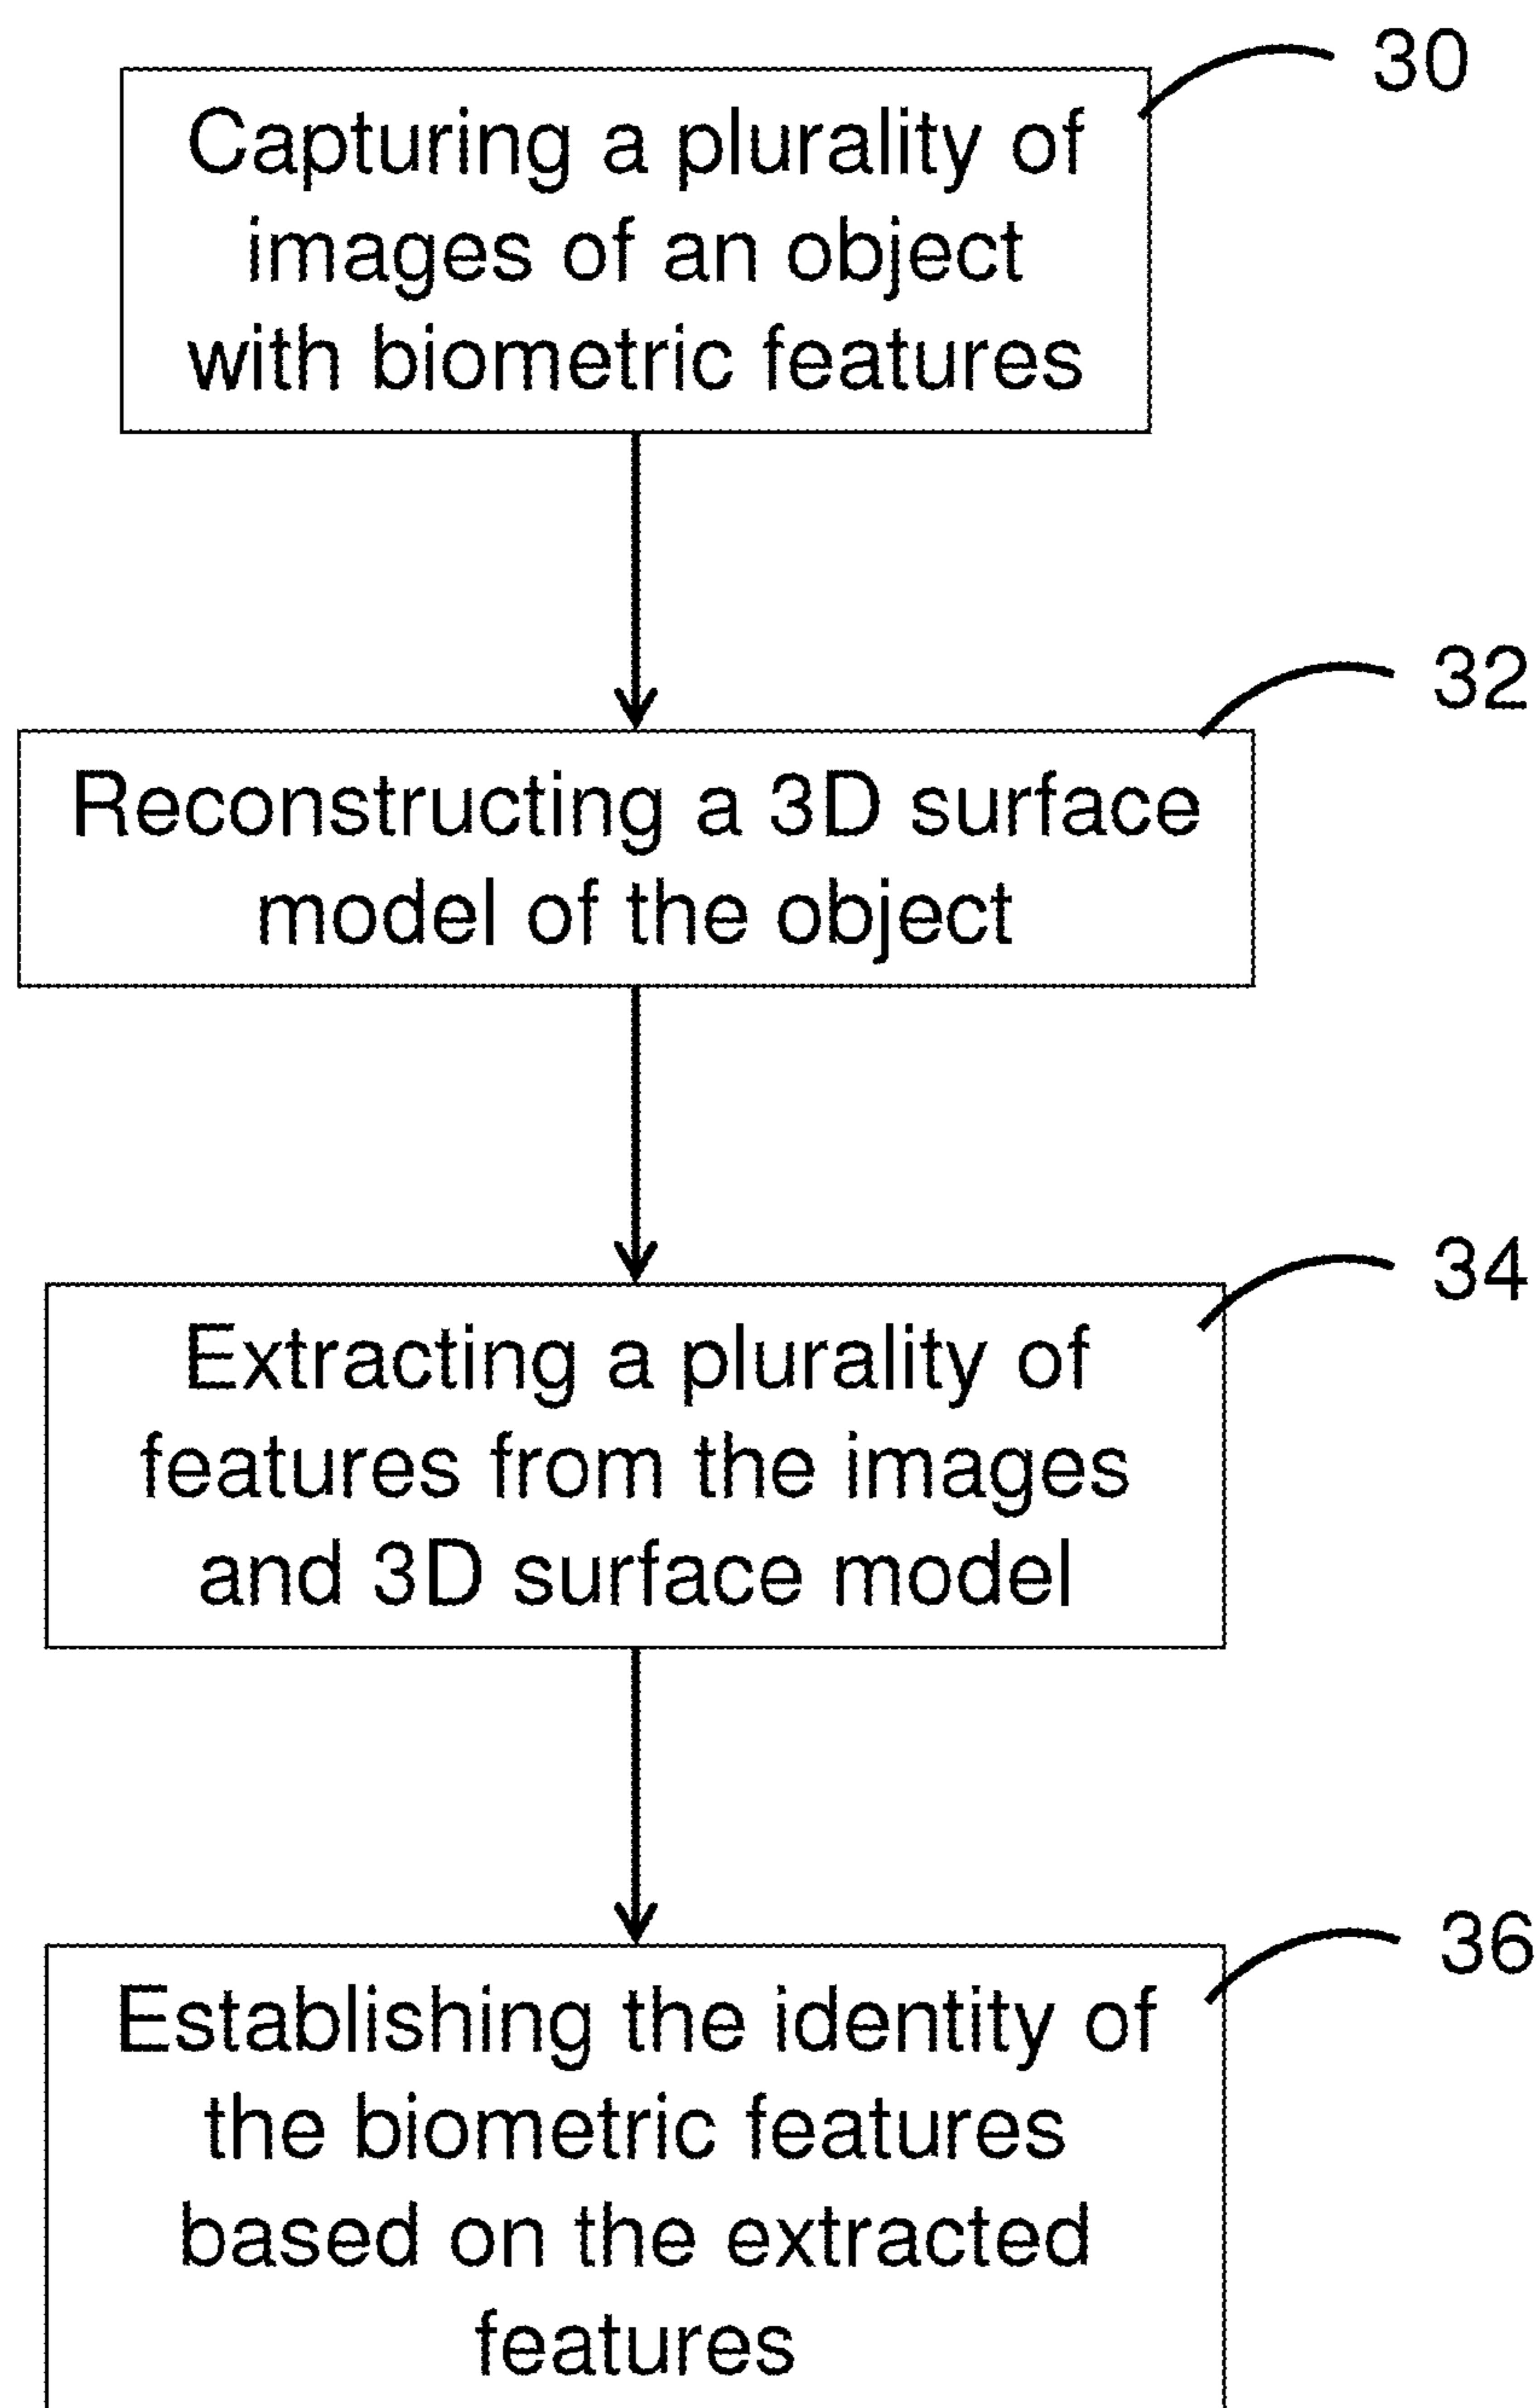 30
Capturing a plurality of
images of an object
with biometric features
32
Reconstructing a 3D surface
model of the object
34
Extracting a plurality of
features from the images
and 3D surface model
36
Establishing the identity of
the biometric features
based on the extracted
features